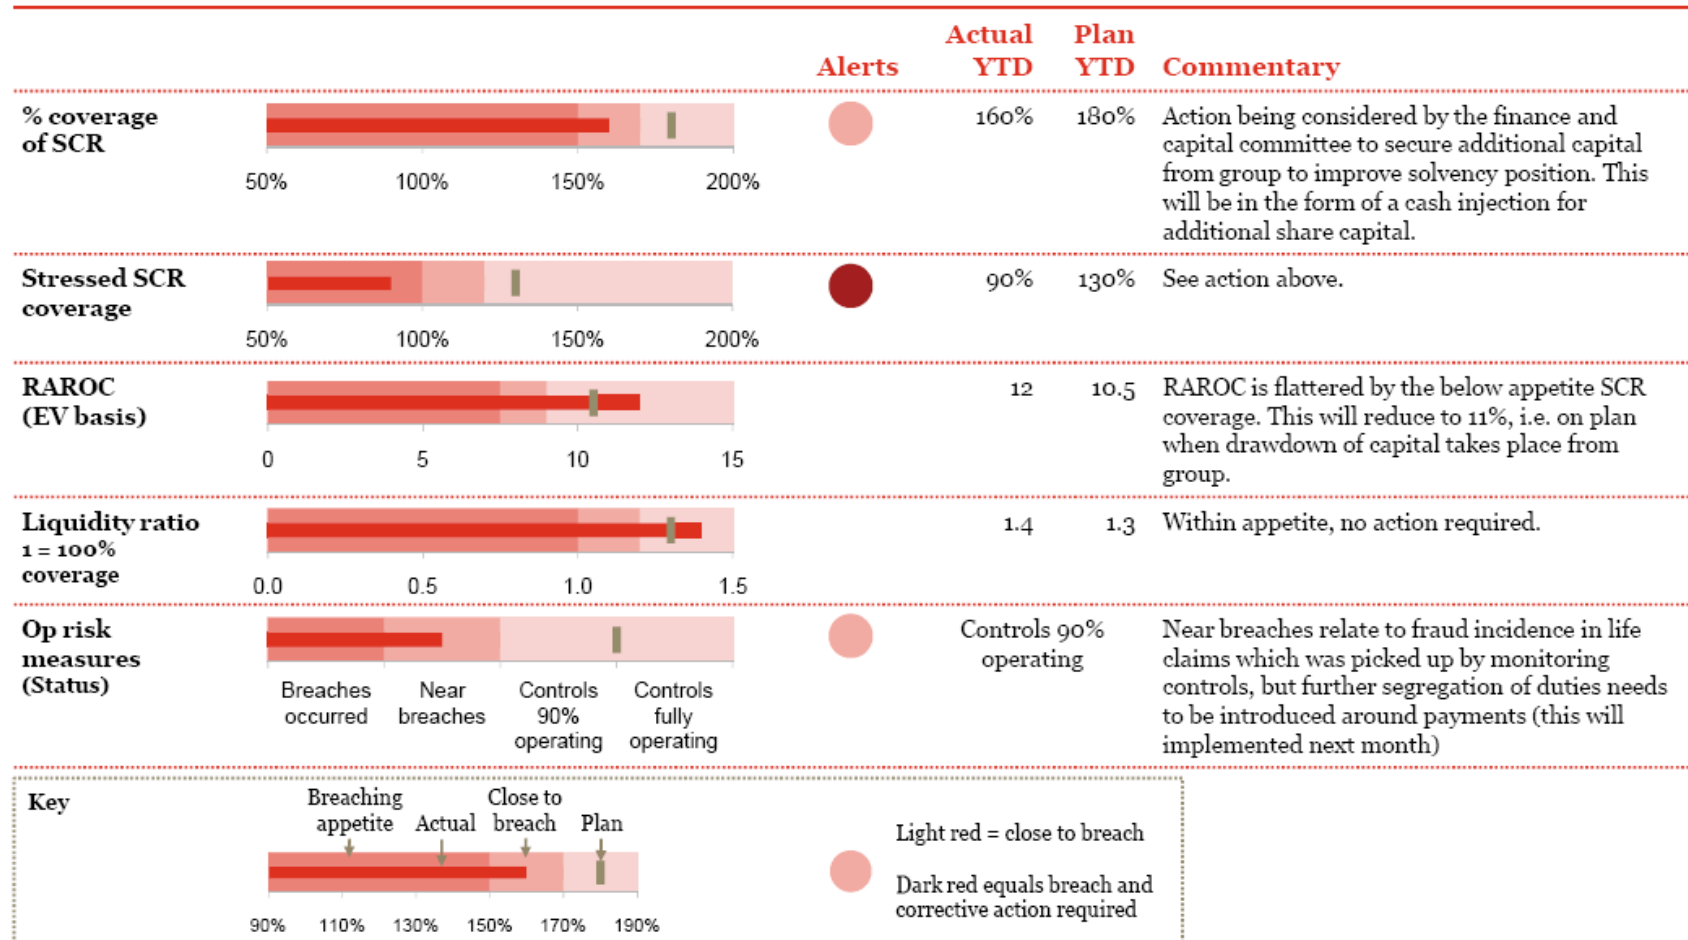 Alerts Actual YTD Plan YTD Commentary
% coverage
of SCR
50% 100% 150% 200%
160% 180%
Action being considered by the finance and
capital committee to secure additional capital
from group to improve solvency position. This
will be in the form of a cash injection for
additional share capital.
Stressed SCR
coverage
50% 100% 150% 200%
90% 130%
See action above.
RAROC
(EV basis)
0 5 10 15
12 10.5
RAROC is flattered by the below appetite SCR
coverage. This will reduce to 11%, i.e. on plan
when drawdown of capital takes place from
group.
Liquidity ratio
1 = 100%
coverage
0.0 0.5 1.0 1.5
1.4 1.3
Within appetite, no action required.
Op risk
measures
(Status)
Breaches
occurred
Near
breaches
Controls
90%
operating
Controls
fully
operating
Controls 90%
operating
Near breaches relate to fraud incidence in life
claims which was picked up by monitoring
controls, but further segregation of duties needs
to be introduced around payments (this will
implemented next month)
Key
Breaching
appetite
Actual
Close to
breach
Plan
90% 110% 130% 150% 170% 190%
Light red = close to breach
Dark red equals breach and
corrective action required